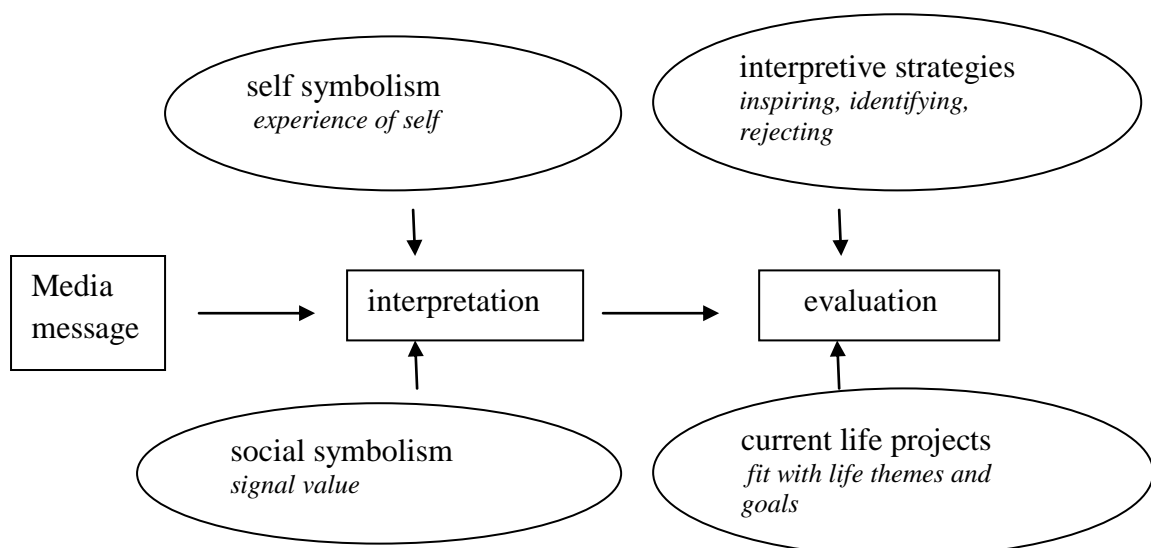 self symbolism
experience of self
interpretive strategies
inspiring, identifying,
rejecting
Media
message
interpretation
evaluation
social symbolism
signal value
current life projects
fit with life themes and
goals